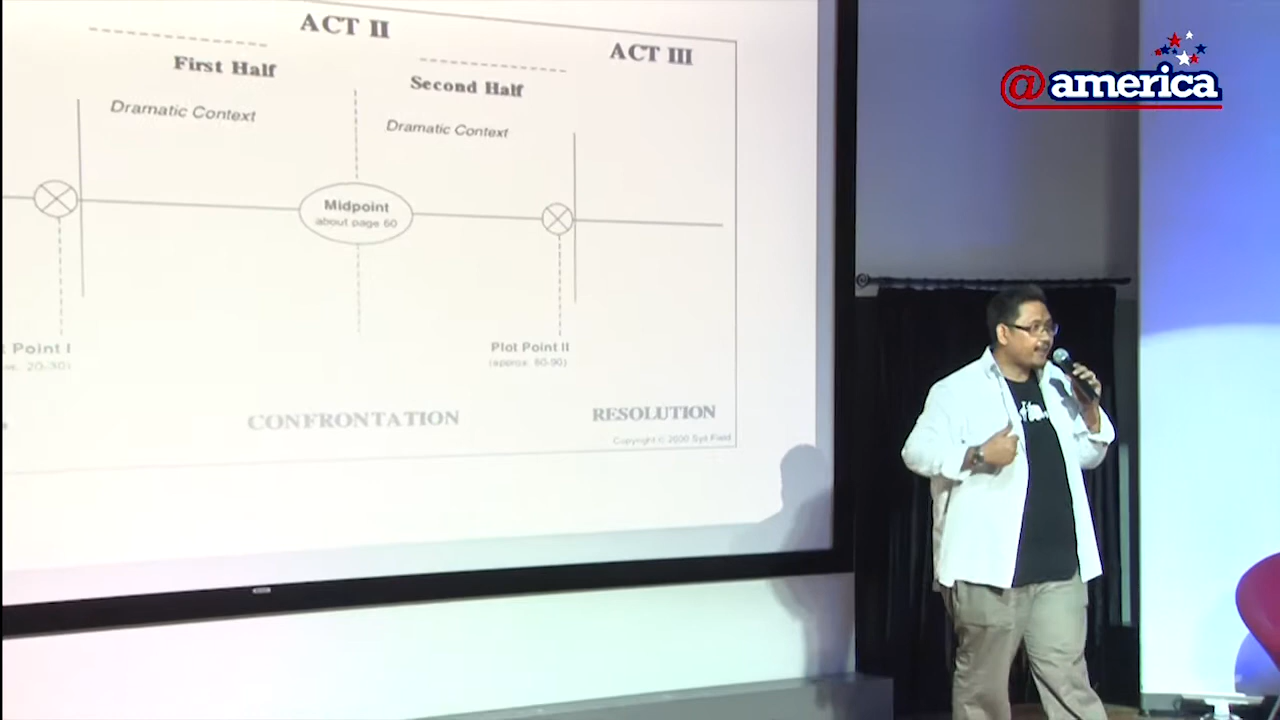 ACT II
ACT III
First Half
Second Half
Dramatic Context
Dramatic Context
Midpoint
about page 60
Point I
Plot Point II
(approx. 80-90)
CONFRONTATION
RESOLUTION
Copyright © 2000 Syd Field
@america